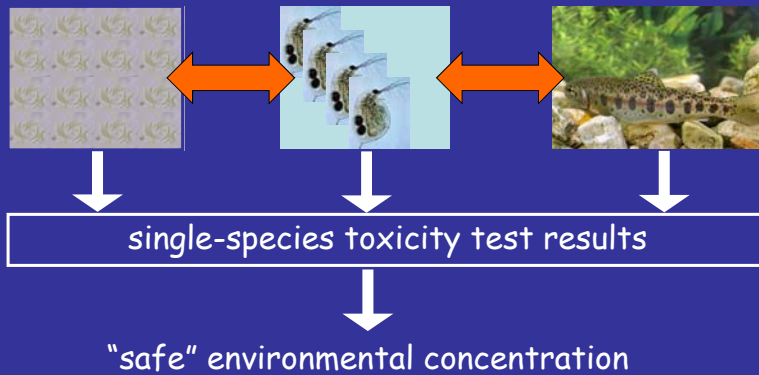 single-species toxicity test results
“safe” environmental concentration